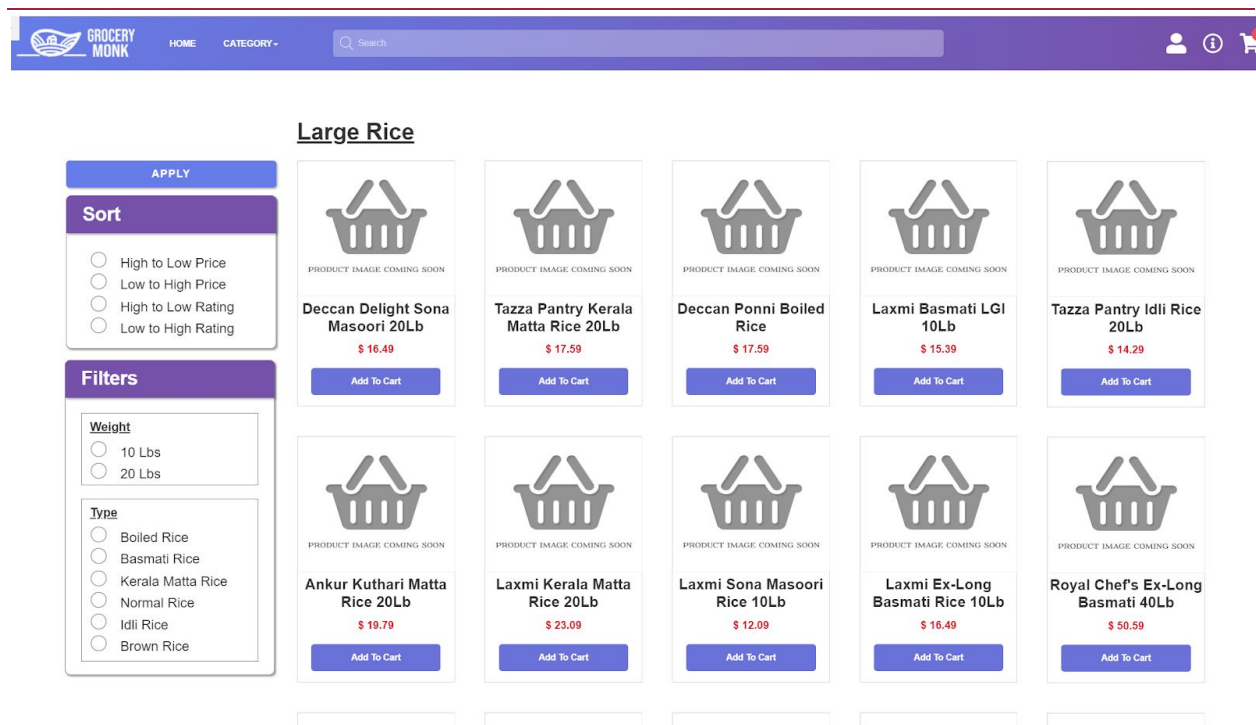 GROCERY
MONK
HOME
CATEGORY
Search
Large Rice
APPLY
Sort
High to Low Price
Low to High Price
High to Low Rating
Low to High Rating
Filters
Weight
10 Lbs
20 Lbs
Type
Boiled Rice
Basmati Rice
Kerala Matta Rice
Normal Rice
Idli Rice
Brown Rice
PRODUCT IMAGE COMING SOON
Deccan Delight Sona
Masoori 20Lb
$ 16.49
Add To Cart
PRODUCT IMAGE COMING SOON
Tazza Pantry Kerala
Matta Rice 20Lb
$ 17.59
Add To Cart
PRODUCT IMAGE COMING SOON
Deccan Ponni Boiled
Rice
$ 17.59
Add To Cart
PRODUCT IMAGE COMING SOON
Laxmi Basmati LGI
10Lb
$ 15.39
Add To Cart
PRODUCT IMAGE COMING SOON
Tazza Pantry Idli Rice
20Lb
$ 14.29
Add To Cart
PRODUCT IMAGE COMING SOON
Ankur Kuthari Matta
Rice 20Lb
$ 19.79
Add To Cart
PRODUCT IMAGE COMING SOON
Laxmi Kerala Matta
Rice 20Lb
$ 23.09
Add To Cart
PRODUCT IMAGE COMING SOON
Laxmi Sona Masoori
Rice 10Lb
$ 12.09
Add To Cart
PRODUCT IMAGE COMING SOON
Laxmi Ex-Long
Basmati Rice 10Lb
$ 16.49
Add To Cart
PRODUCT IMAGE COMING SOON
Royal Chef's Ex-Long
Basmati 40Lb
$ 50.59
Add To Cart